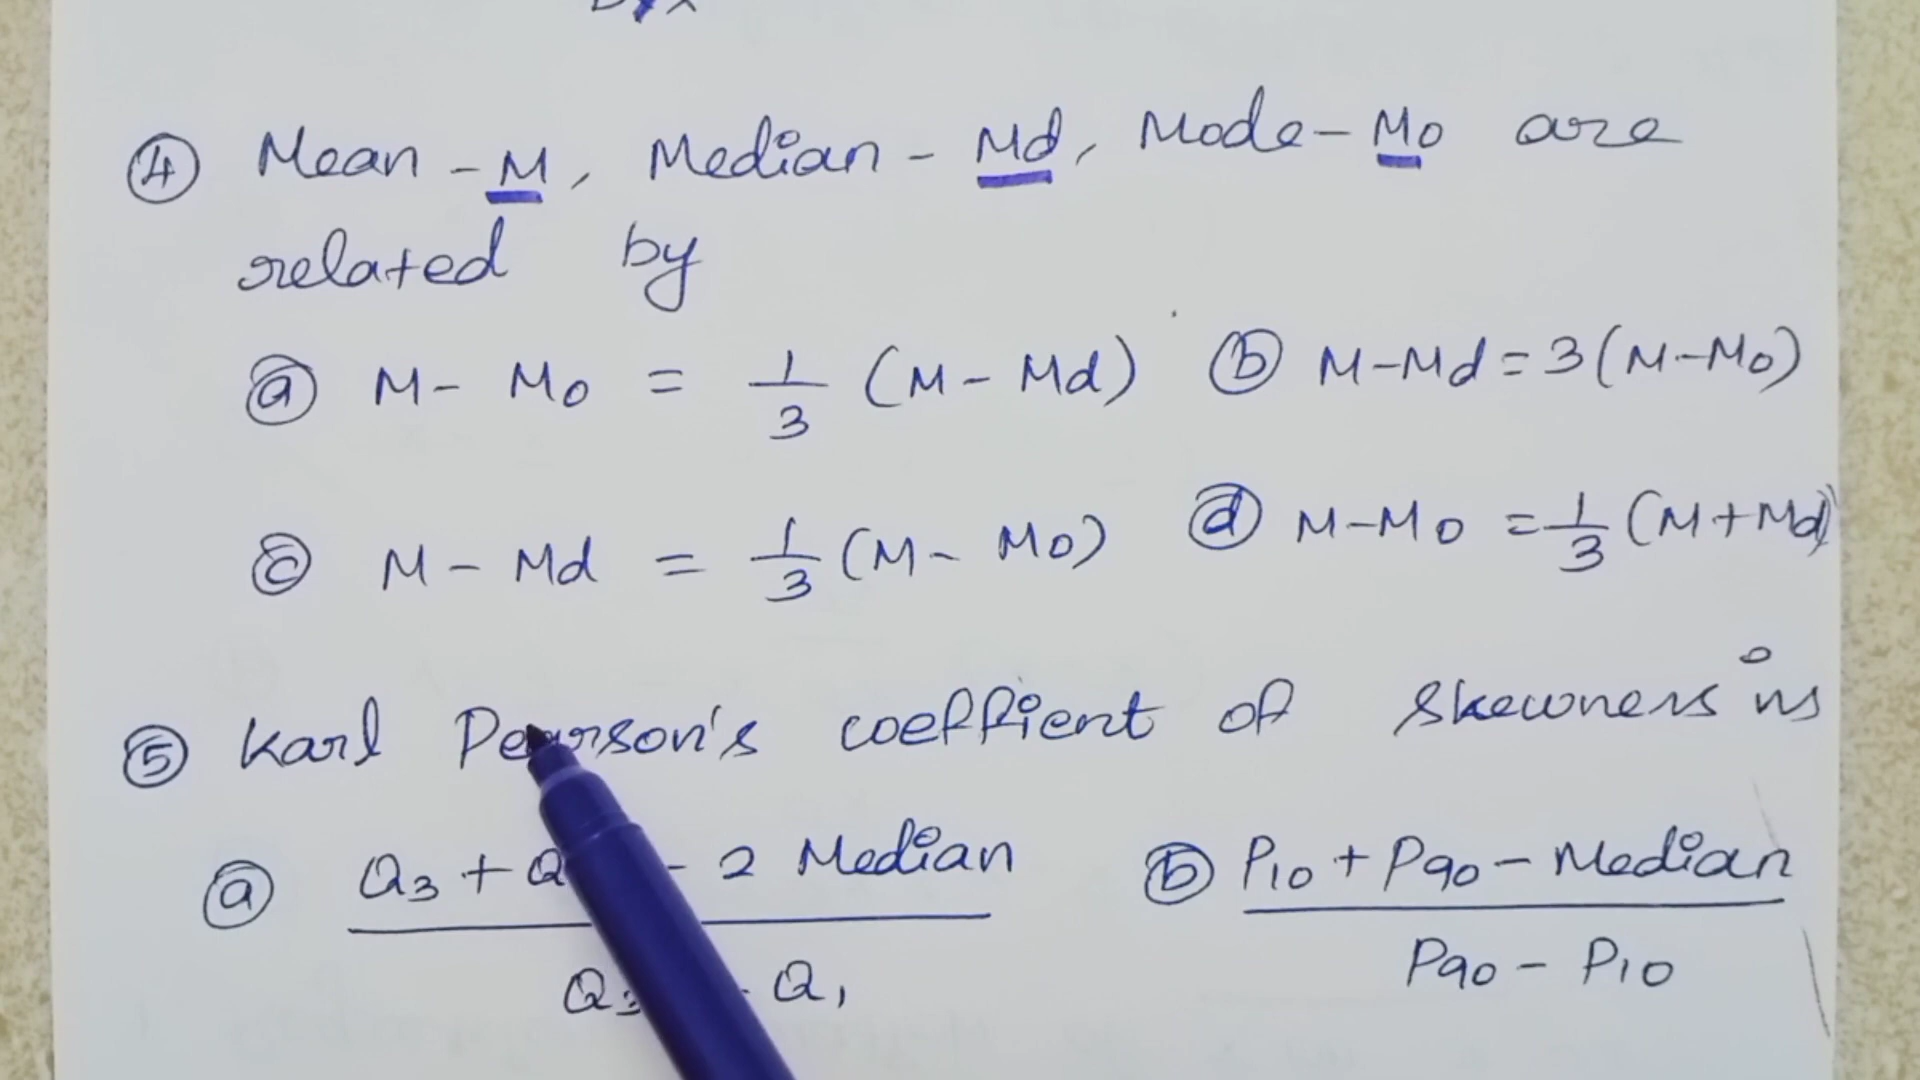 ④ Mean - M, Median - Md, Mode - Mo are
related by
ⓐ M - Mo = 1/3 (M - Md) ⓑ M - Md = 3(M - Mo)
ⓒ M - Md = 1/3 (M - Mo) ⓓ M - Mo = 1/3 (M + Md)
⑤ Karl Pearson's coeffient of skewness is
ⓐ Q3 + Q - 2 Median ⓑ P10 + P90 - Median
Q3 - Q1 P90 - P10